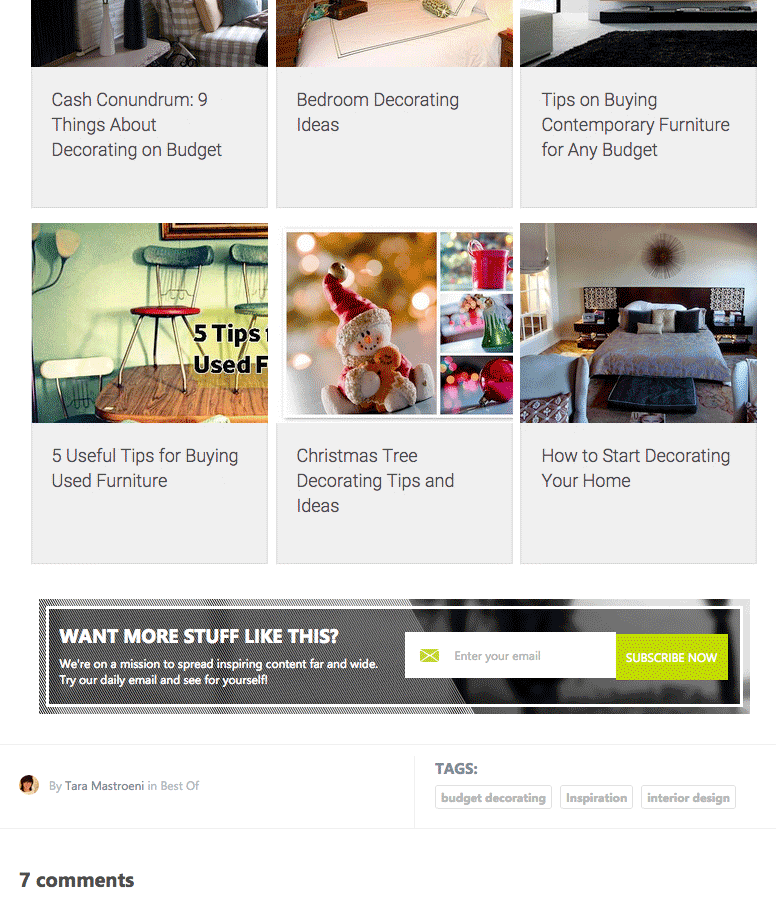 Cash Conundrum: 9
Things About
Decorating on Budget
Bedroom Decorating
Ideas
Tips on Buying
Contemporary Furniture
for Any Budget
5 Tips
Used F
5 Useful Tips for Buying
Used Furniture
Christmas Tree
Decorating Tips and
Ideas
How to Start Decorating
Your Home
WANT MORE STUFF LIKE THIS?
We're on a mission to spread inspiring content far and wide.
Try our daily email and see for yourself!
Enter your email
SUBSCRIBE NOW
By Tara Mastroeni in Best Of
TAGS:
budget decorating
Inspiration
interior design
7 comments